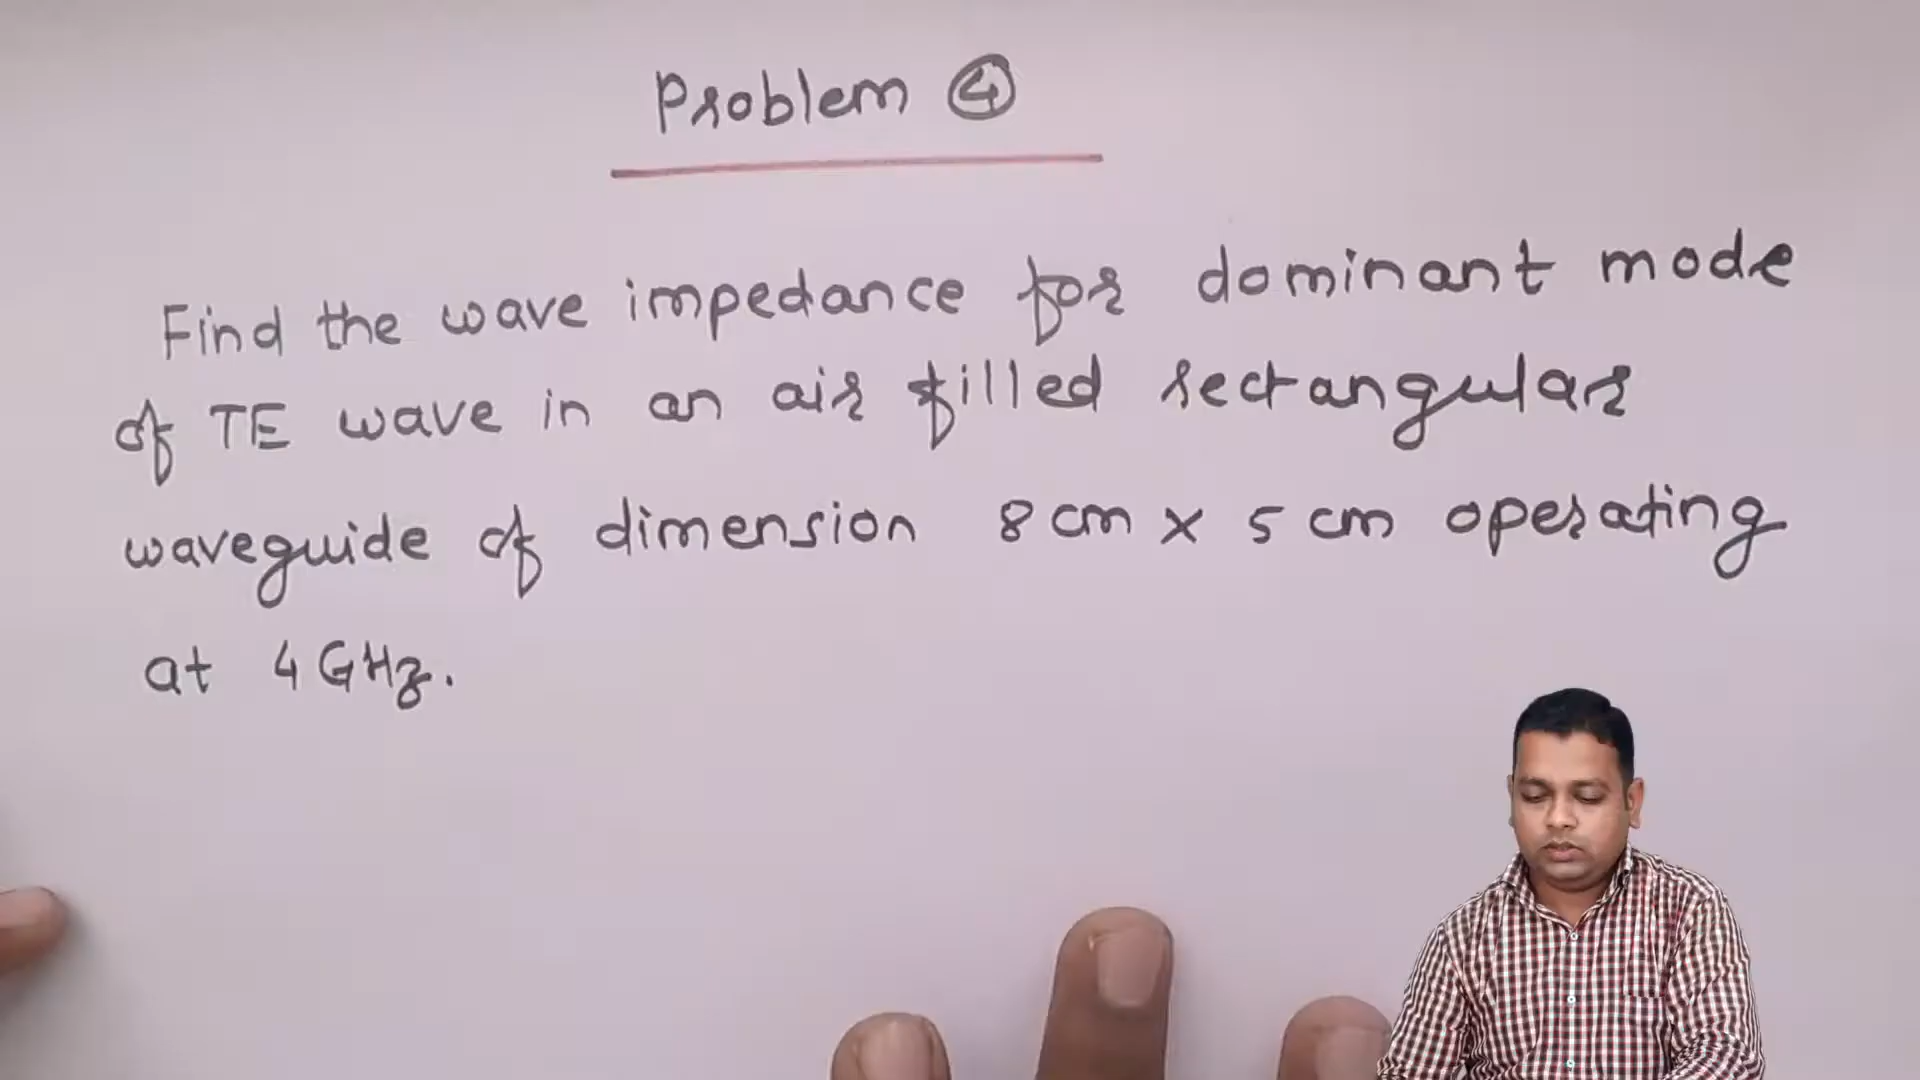 Problem ④
Find the wave impedance for dominant mode
of TE wave in an air filled rectangular
waveguide of dimension 8 cm x 5 cm operating
at 4 GHz.